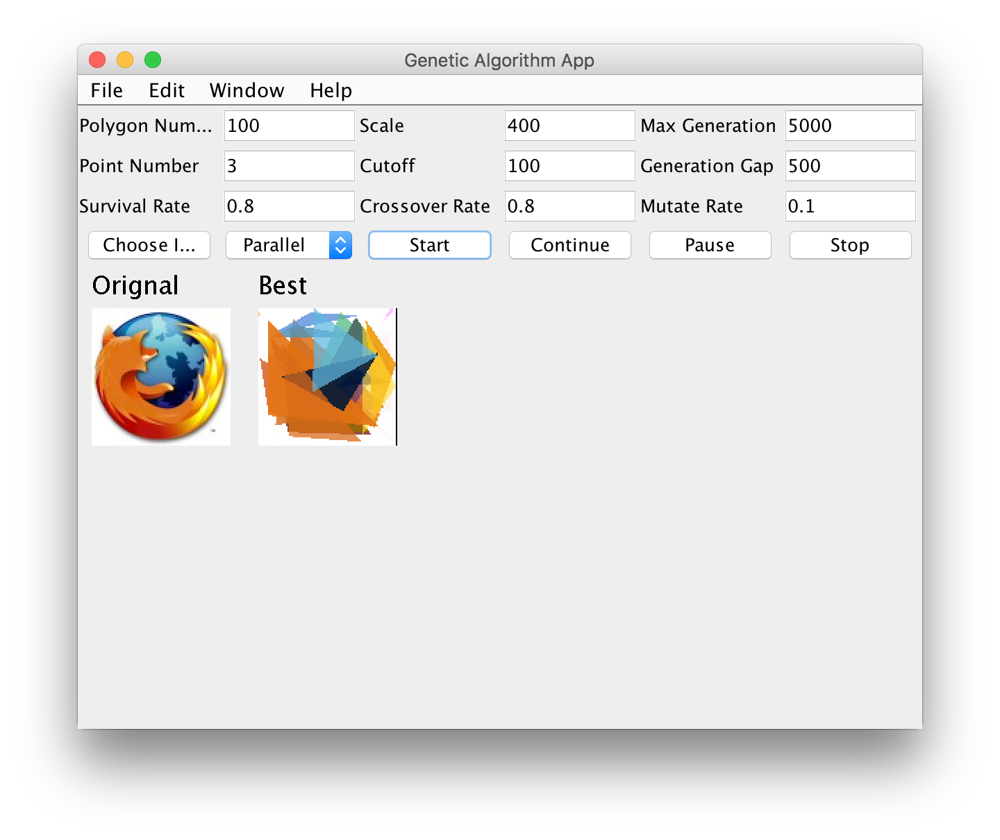 Genetic Algorithm App
File Edit Window Help
Polygon Num... 100 Scale 400 Max Generation 5000
Point Number 3 Cutoff 100 Generation Gap 500
Survival Rate 0.8 Crossover Rate 0.8 Mutate Rate 0.1
Choose I... Parallel Start Continue Pause Stop
Orignal Best
™